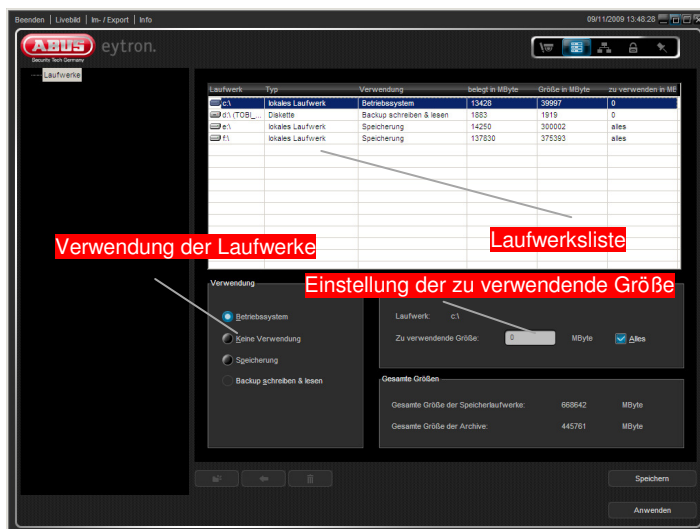 Beenden | Livebild | Im- / Export | Info
09/11/2009 13:48:28
ABUS eytron.
Security Tech Germany
Laufwerke
Laufwerk Typ Verwendung belegt in MByte Größe in MByte zu verwenden in ME
c:\ lokales Laufwerk Betriebssystem 13428 39997 0
d:\ (TOBI_... Diskette Backup schreiben & lesen 1883 1919 0
e:\ lokales Laufwerk Speicherung 14250 300002 alles
f:\ lokales Laufwerk Speicherung 137830 375393 alles
Laufwerksliste
Verwendung der Laufwerke
Einstellung der zu verwendende Größe
Verwendung
Betriebssystem
Keine Verwendung
Speicherung
Backup schreiben & lesen
Laufwerk: c:\
Zu verwendende Größe: 0 MByte Alles
Gesamte Größen
Gesamte Größe der Speicherlaufwerke: 668642 MByte
Gesamte Größe der Archive: 445761 MByte
Speichern
Anwenden